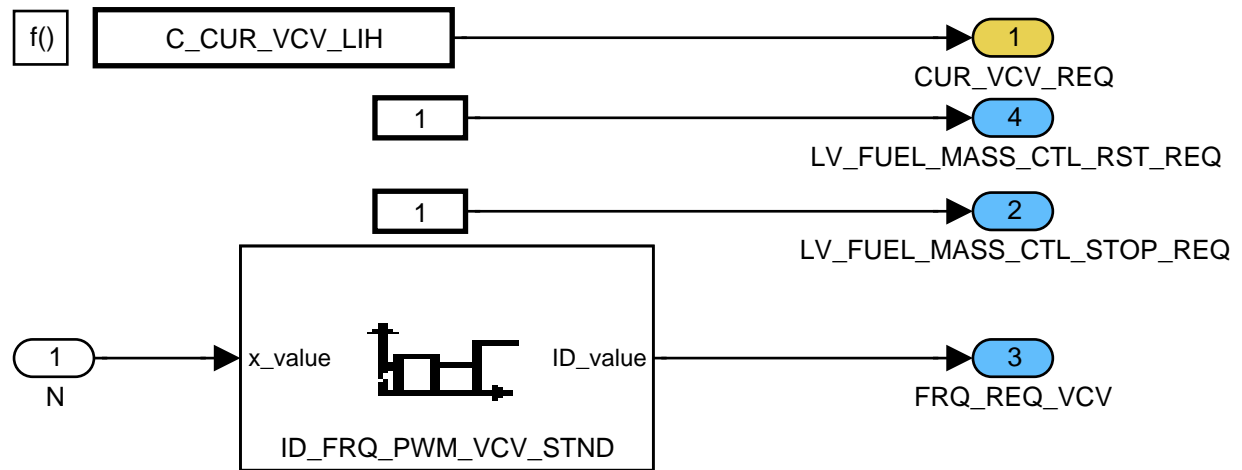 f()
C_CUR_VCV_LIH
1
CUR_VCV_REQ
1
4
LV_FUEL_MASS_CTL_RST_REQ
1
2
LV_FUEL_MASS_CTL_STOP_REQ
1
N
x_value
ID_value
ID_FRQ_PWM_VCV_STND
3
FRQ_REQ_VCV